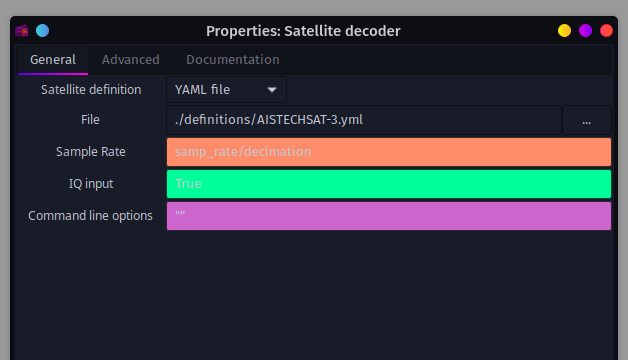 Properties: Satellite decoder
General Advanced Documentation
Satellite definition YAML file
File ./definitions/AISTECHSAT-3.yml ...
Sample Rate samp_rate/decimation
IQ input True
Command line options ""